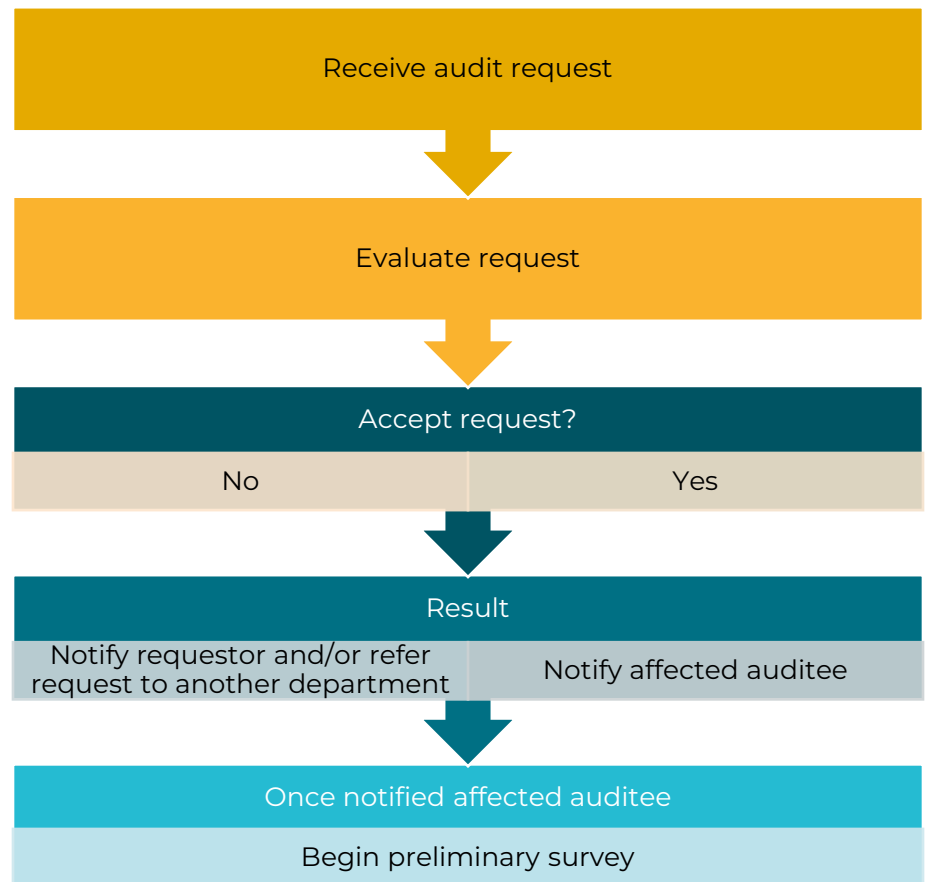 Receive audit request
Evaluate request
Accept request?
No
Yes
Result
Notify requestor and/or refer
request to another department
Notify affected auditee
Once notified affected auditee
Begin preliminary survey